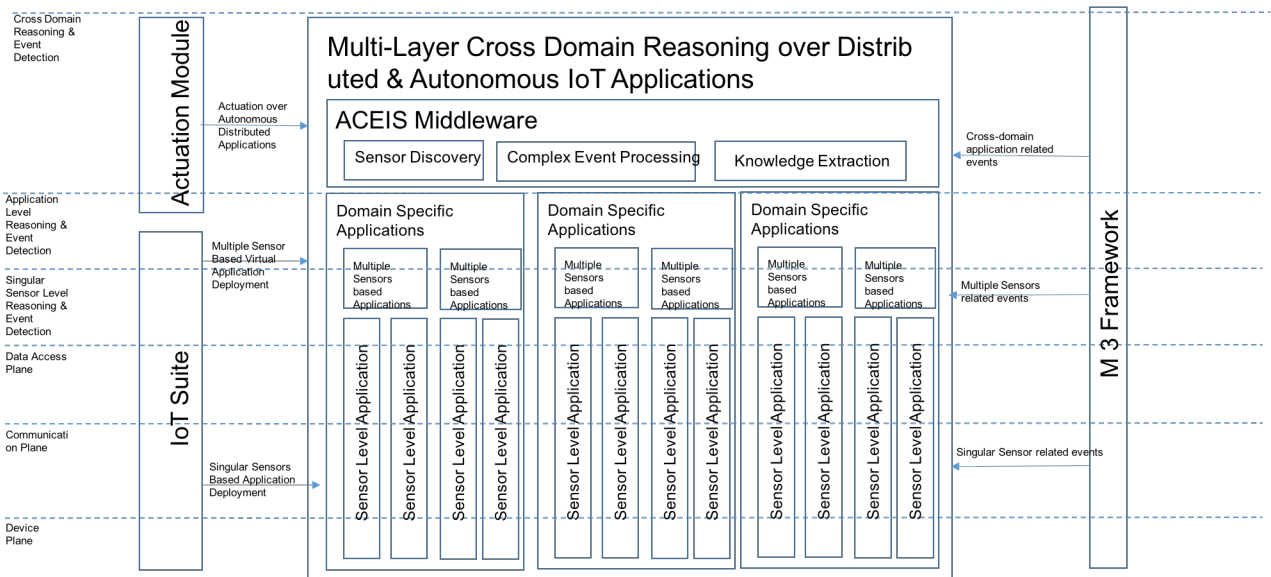 Cross Domain
Reasoning &
Event
Detection
Actuation Module
Actuation over
Autonomous
Distributed
Applications
Multi-Layer Cross Domain Reasoning over Distrib
uted & Autonomous IoT Applications
ACEIS Middleware
Sensor Discovery
Complex Event Processing
Knowledge Extraction
Cross-domain
application related
events
M 3 Framework
Application
Level
Reasoning &
Event
Detection
IoT Suite
Multiple Sensor
Based Virtual
Application
Deployment
Domain Specific
Applications
Domain Specific
Applications
Domain Specific
Applications
Multiple
Sensors
based
Applications
Multiple
Sensors
based
Applications
Multiple
Sensors
based
Applications
Multiple
Sensors
based
Applications
Multiple
Sensors
based
Applications
Multiple
Sensors
based
Applications
Singular
Sensor Level
Reasoning &
Event
Detection
Multiple Sensors
related events
Data Access
Plane
Sensor Level Application
Sensor Level Application
Sensor Level Application
Sensor Level Application
Sensor Level Application
Sensor Level Application
Sensor Level Application
Sensor Level Application
Sensor Level Application
Sensor Level Application
Sensor Level Application
Sensor Level Application
Communicati
on Plane
Singular Sensors
Based Application
Deployment
Singular Sensor related events
Device
Plane